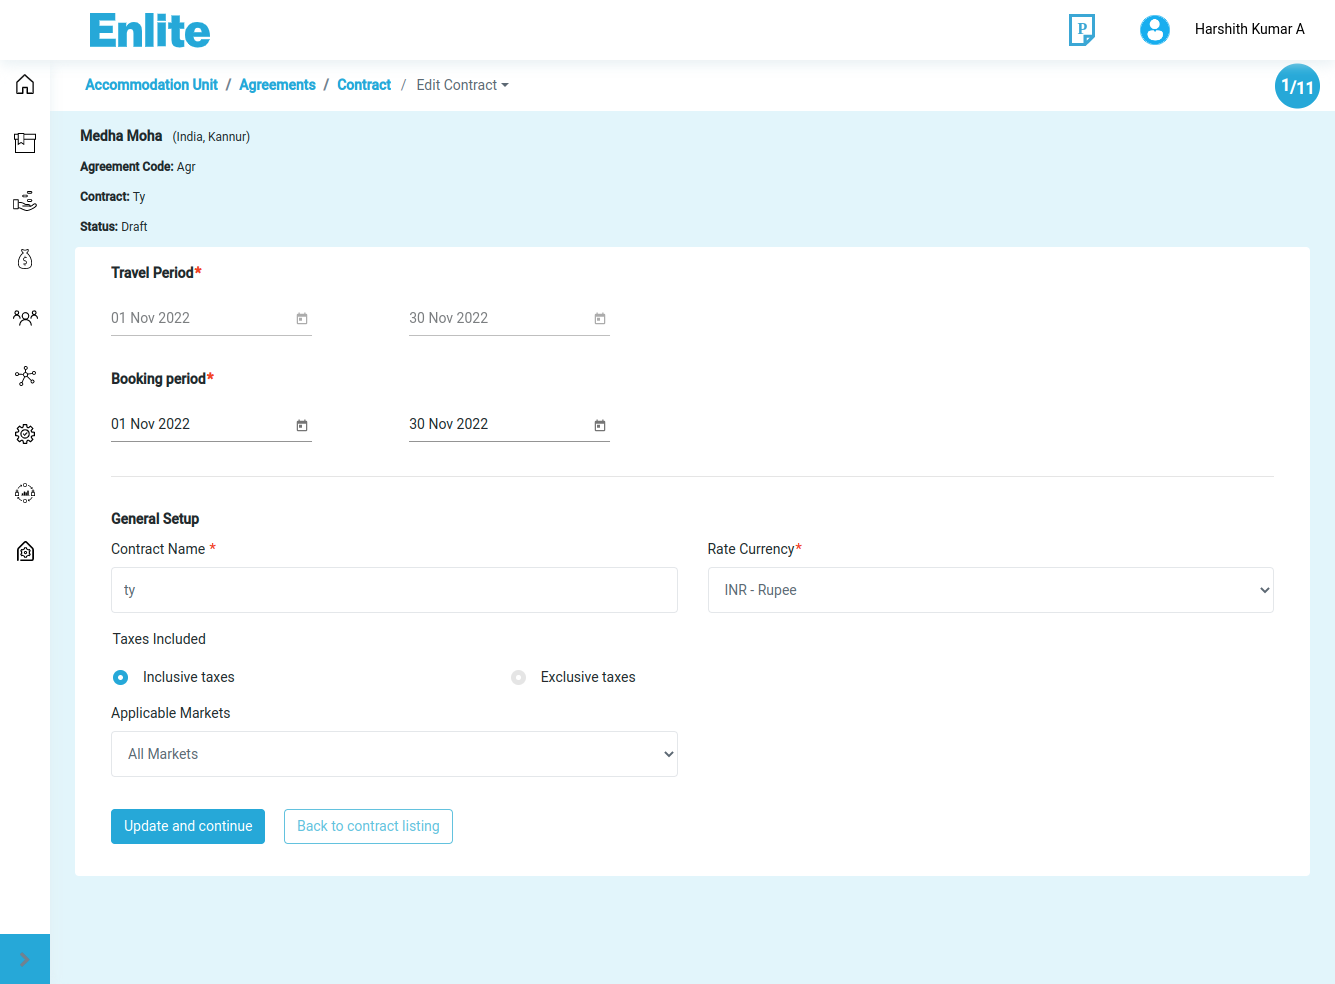 Enlite
P
Harshith Kumar A
Accommodation Unit / Agreements / Contract / Edit Contract
1/11
Medha Moha (India, Kannur)
Agreement Code: Agr
Contract: Ty
Status: Draft
Travel Period*
01 Nov 2022 30 Nov 2022
Booking period*
01 Nov 2022 30 Nov 2022
General Setup
Contract Name * Rate Currency*
ty INR - Rupee
Taxes Included
Inclusive taxes Exclusive taxes
Applicable Markets
All Markets
Update and continue Back to contract listing